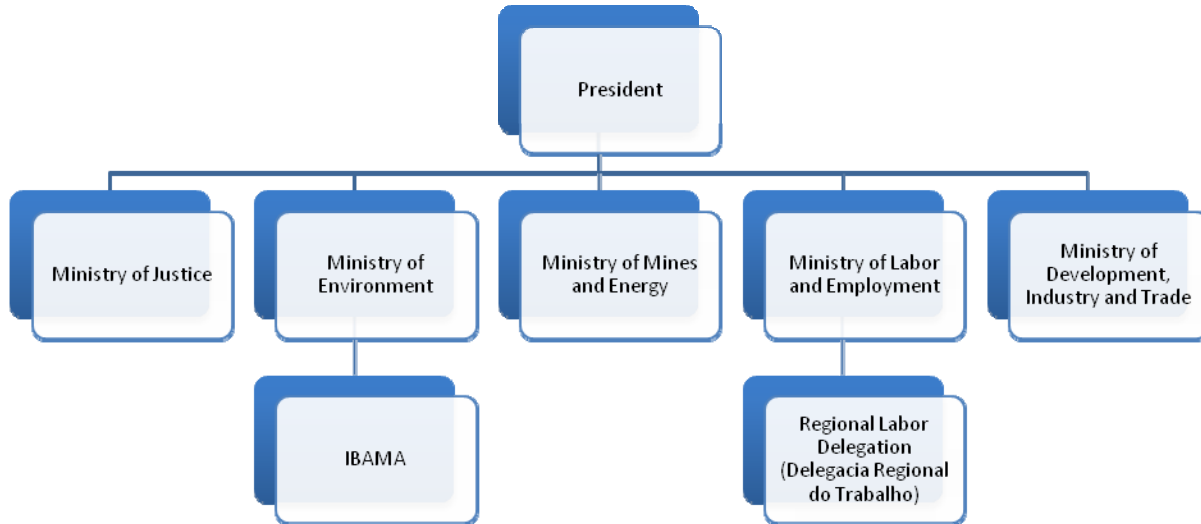 President
Ministry of Justice
Ministry of
Environment
Ministry of Mines
and Energy
Ministry of Labor
and Employment
Ministry of
Development,
Industry and Trade
IBAMA
Regional Labor
Delegation
(Delegacia Regional
do Trabalho)